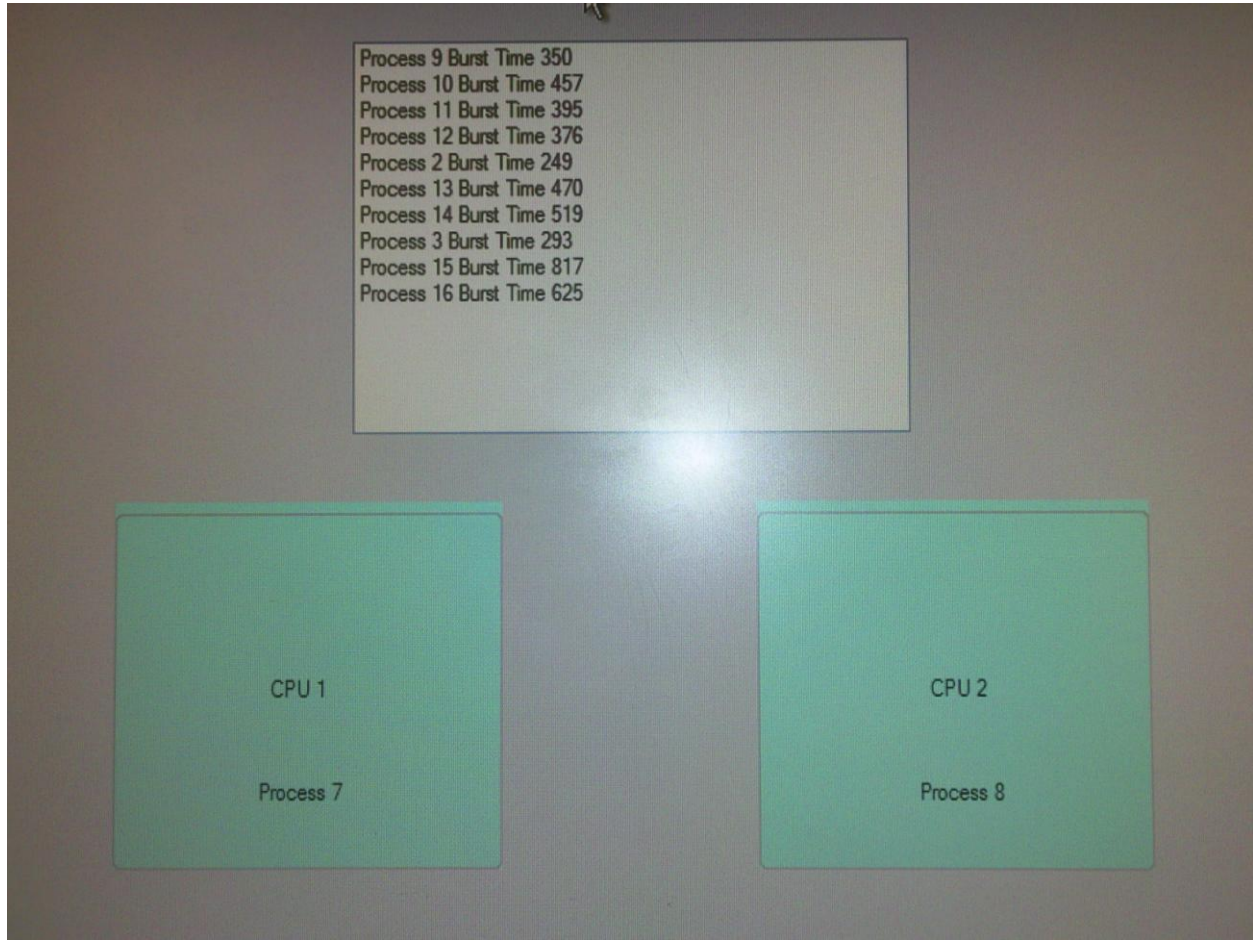 Process 9 Burst Time 350
Process 10 Burst Time 457
Process 11 Burst Time 395
Process 12 Burst Time 376
Process 2 Burst Time 249
Process 13 Burst Time 470
Process 14 Burst Time 519
Process 3 Burst Time 293
Process 15 Burst Time 817
Process 16 Burst Time 625
CPU 1
Process 7
CPU 2
Process 8